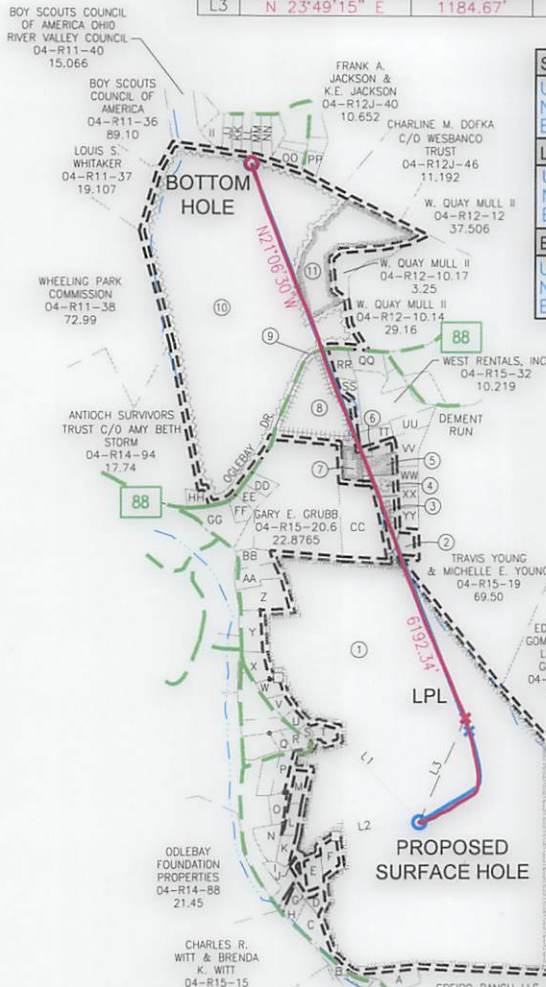 L3 N 23°49'15" E 1184.67'
BOY SCOUTS COUNCIL
OF AMERICA OHIO
RIVER VALLEY COUNCIL
04-R11-40
15.066
BOY SCOUTS
COUNCIL OF
AMERICA
04-R11-36
89.10
LOUIS S.
WHITAKER
04-R11-37
19.107
FRANK A.
JACKSON &
K.E. JACKSON
04-R12J-40
10.652
CHARLINE M. DOFKA
C/O WESBANCO
TRUST
04-R12J-46
11.192
W. QUAY MULL II
04-R12-12
37.506
II
JJ
KK
LL
MM
NN
OO
PP
BOTTOM
HOLE
N21°06'30"W
11
W. QUAY MULL II
04-R12-10.17
3.25
W. QUAY MULL II
04-R12-10.14
29.16
WHEELING PARK
COMMISSION
04-R11-38
72.99
10
9
88
RR
QQ
SS
WEST RENTALS, INC
04-R15-32
10.219
ANTIOCH SURVIVORS
TRUST C/O AMY BETH
STORM
04-R14-94
17.74
OGLEBAY DR.
8
6
TT
UU
DEMENT
RUN
VV
7
5
WW
4
XX
3
YY
2
88
HH
GG
FF
EE
DD
GARY E. GRUBB
04-R15-20.6
22.8765
CC
BB
AA
Z
TRAVIS YOUNG
& MICHELLE E. YOUNG
04-R15-19
69.50
1
6192.34'
Y
X
W
V
U
S
R
Q
P
M
O
N
K
LPL
L1
L3
L2
PROPOSED
SURFACE HOLE
ODLEBAY
FOUNDATION
PROPERTIES
04-R14-88
21.45
J
F
E
G
D
H
C
B
A
CHARLES R.
WITT & BRENDA
K. WITT
04-R15-15